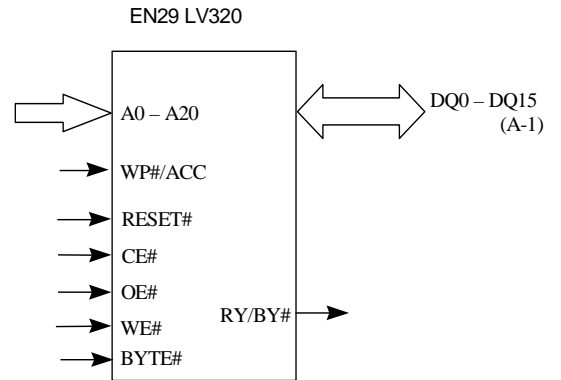 EN29 LV320
A0 – A20
DQ0 – DQ15
(A-1)
WP#/ACC
RESET#
CE#
OE#
RY/BY#
WE#
BYTE#